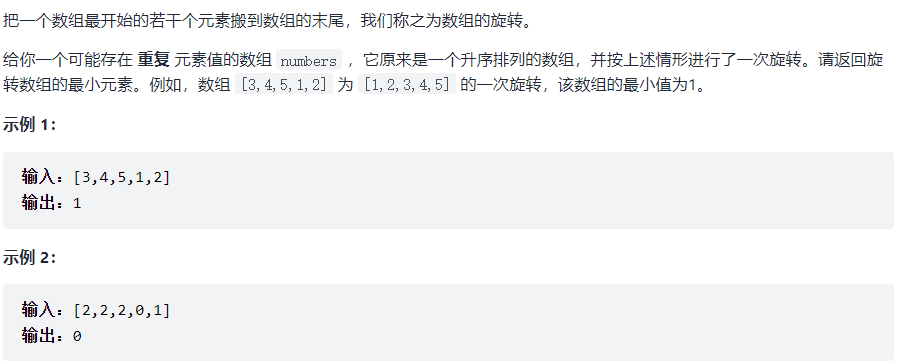 把一个数组最开始的若干个元素搬到数组的末尾，我们称之为数组的旋转。
给你一个可能存在 重复 元素值的数组 numbers ，它原来是一个升序排列的数组，并按上述情形进行了一次旋转。请返回旋
转数组的最小元素。例如，数组 [3,4,5,1,2] 为 [1,2,3,4,5] 的一次旋转，该数组的最小值为1。
示例 1：
输入：[3,4,5,1,2]
输出：1
示例 2：
输入：[2,2,2,0,1]
输出：0